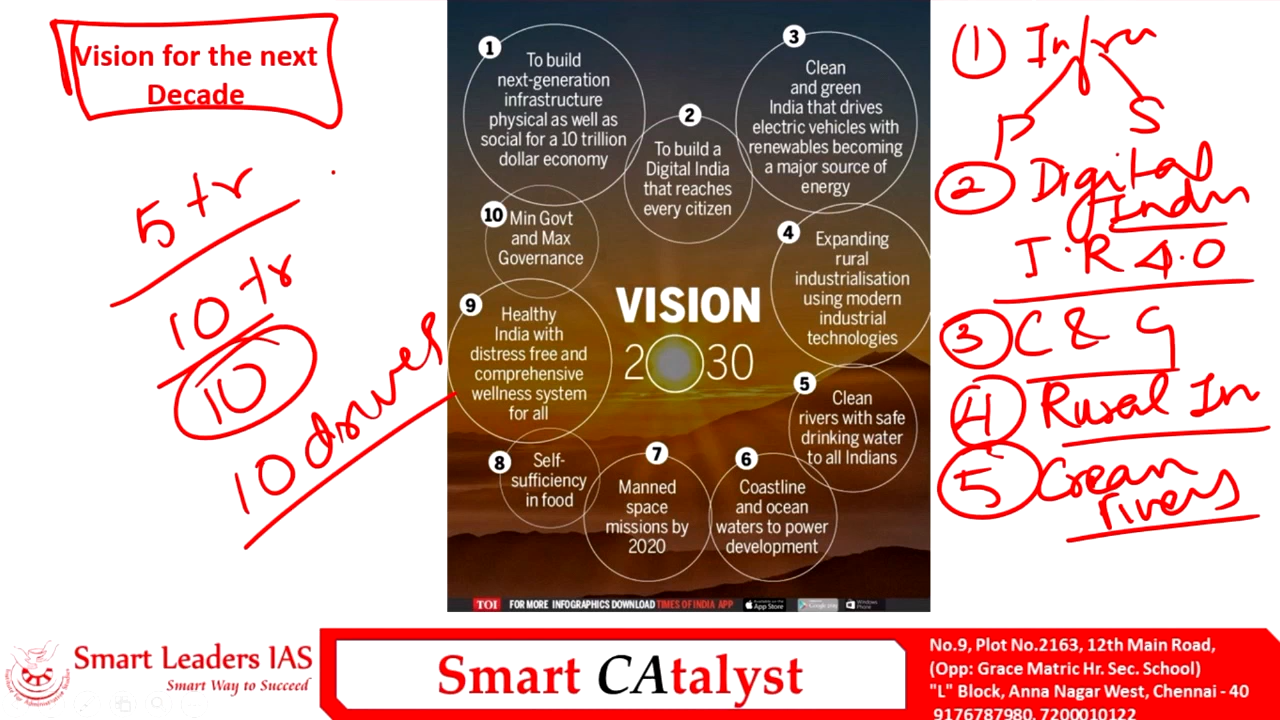 Vision for the next
Decade
5 tr
10 tr
10
10 drives
1
To build
next-generation
infrastructure
physical as well as
social for a 10 trillion
dollar economy
2
To build a
Digital India
that reaches
every citizen
3
Clean
and green
India that drives
electric vehicles with
renewables becoming
a major source of
energy
4
Expanding
rural
industrialisation
using modern
industrial
technologies
5
Clean
rivers with safe
drinking water
to all Indians
6
Coastline
and ocean
waters to power
development
7
Manned
space
missions by
2020
8
Self-
sufficiency
in food
9
Healthy
India with
distress free and
comprehensive
wellness system
for all
10
Min Govt
and Max
Governance
VISION
2030
TOI FOR MORE INFOGRAPHICS DOWNLOAD TIMES OF INDIA APP
App Store
Google play
Windows
Phone
1 Infra
P S
2 Digital
India
I.R 4.0
3 C & G
4 Rural In
5 Crean
rivers
Smart Leaders IAS
Smart Way to Succeed
Smart CAtalyst
No.9, Plot No.2163, 12th Main Road,
(Opp: Grace Matric Hr. Sec. School)
"L" Block, Anna Nagar West, Chennai - 40
9176787980, 7200010122